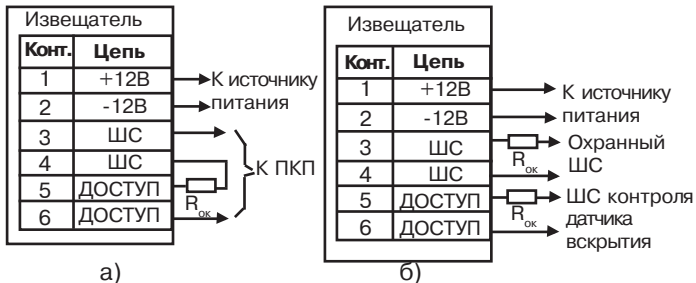 Извещатель
Конт. Цепь
1 +12В К источнику
2 -12В питания
3 ШС
4 ШС К ПКП
5 ДОСТУП Rок
6 ДОСТУП
а)
Извещатель
Конт. Цепь
1 +12В К источнику
2 -12В питания
3 ШС Rок Охранный
4 ШС ШС
5 ДОСТУП Rок ШС контроля
6 ДОСТУП датчика
вскрытия
б)